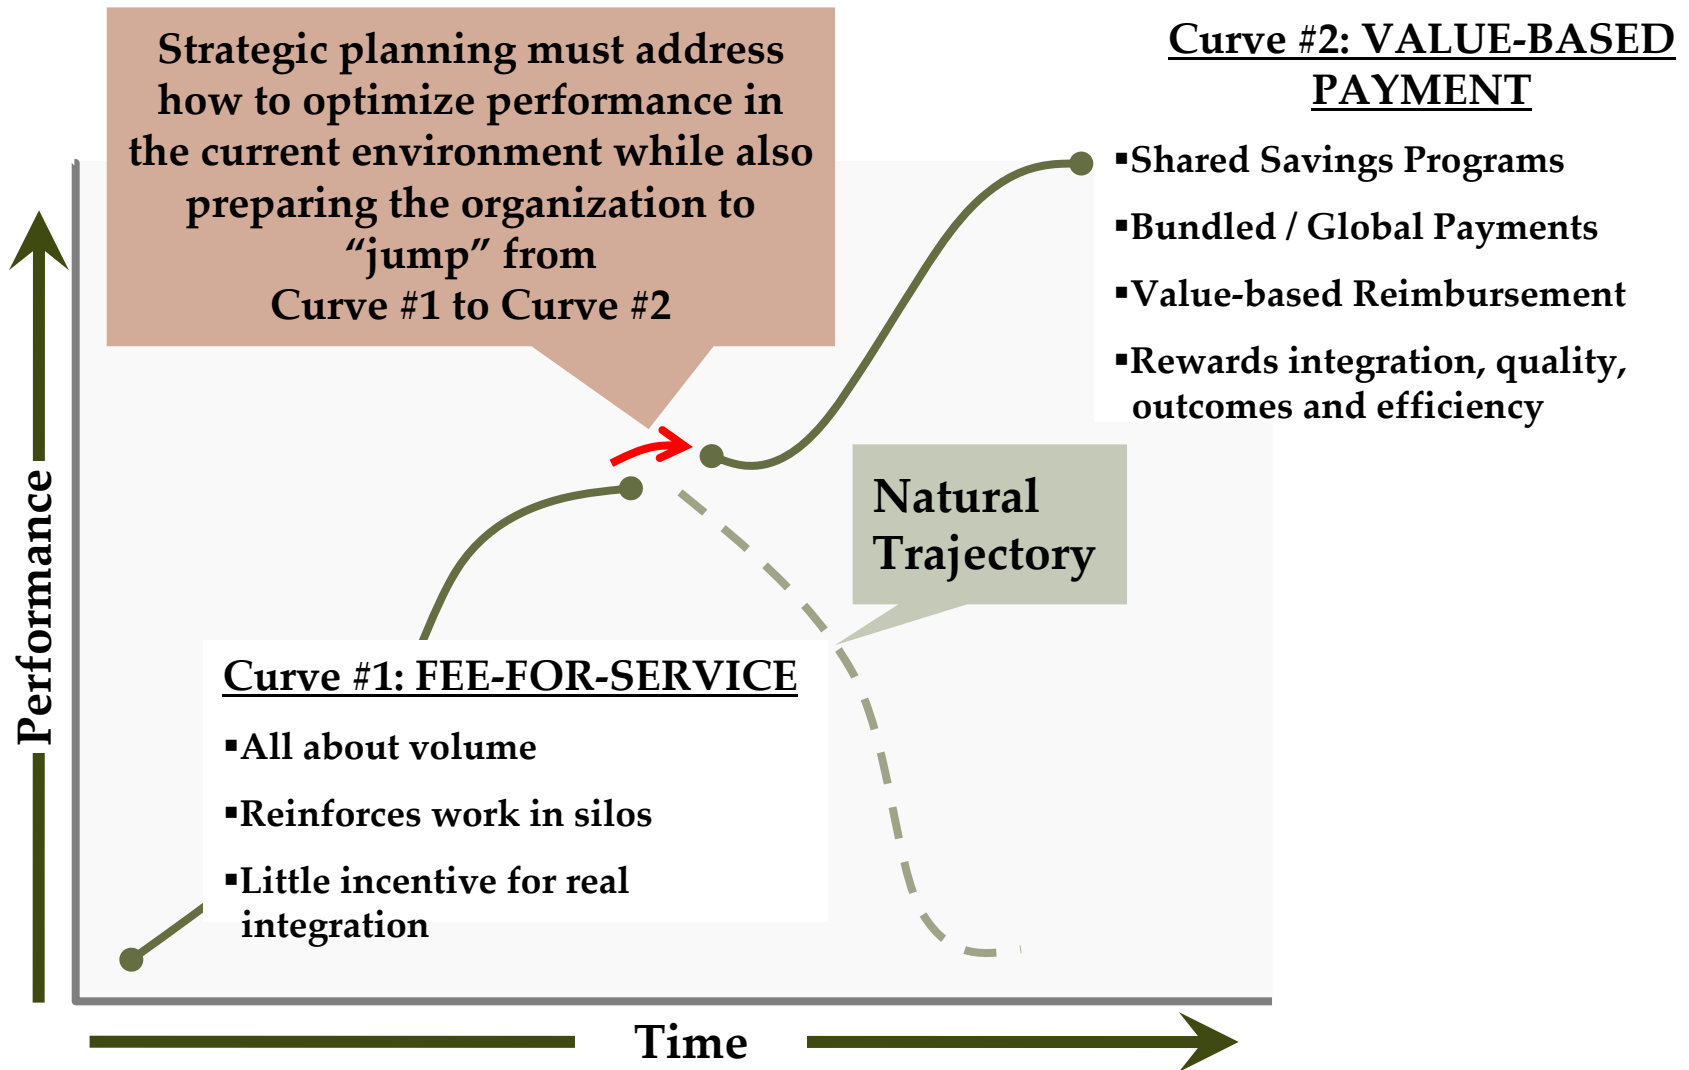 Strategic planning must address
how to optimize performance in
the current environment while also
preparing the organization to
“jump” from
Curve #1 to Curve #2
Curve #2: VALUE-BASED
PAYMENT
▪Shared Savings Programs
▪Bundled / Global Payments
▪Value-based Reimbursement
▪Rewards integration, quality,
outcomes and efficiency
Natural
Trajectory
Performance
Curve #1: FEE-FOR-SERVICE
▪All about volume
▪Reinforces work in silos
▪Little incentive for real
integration
Time